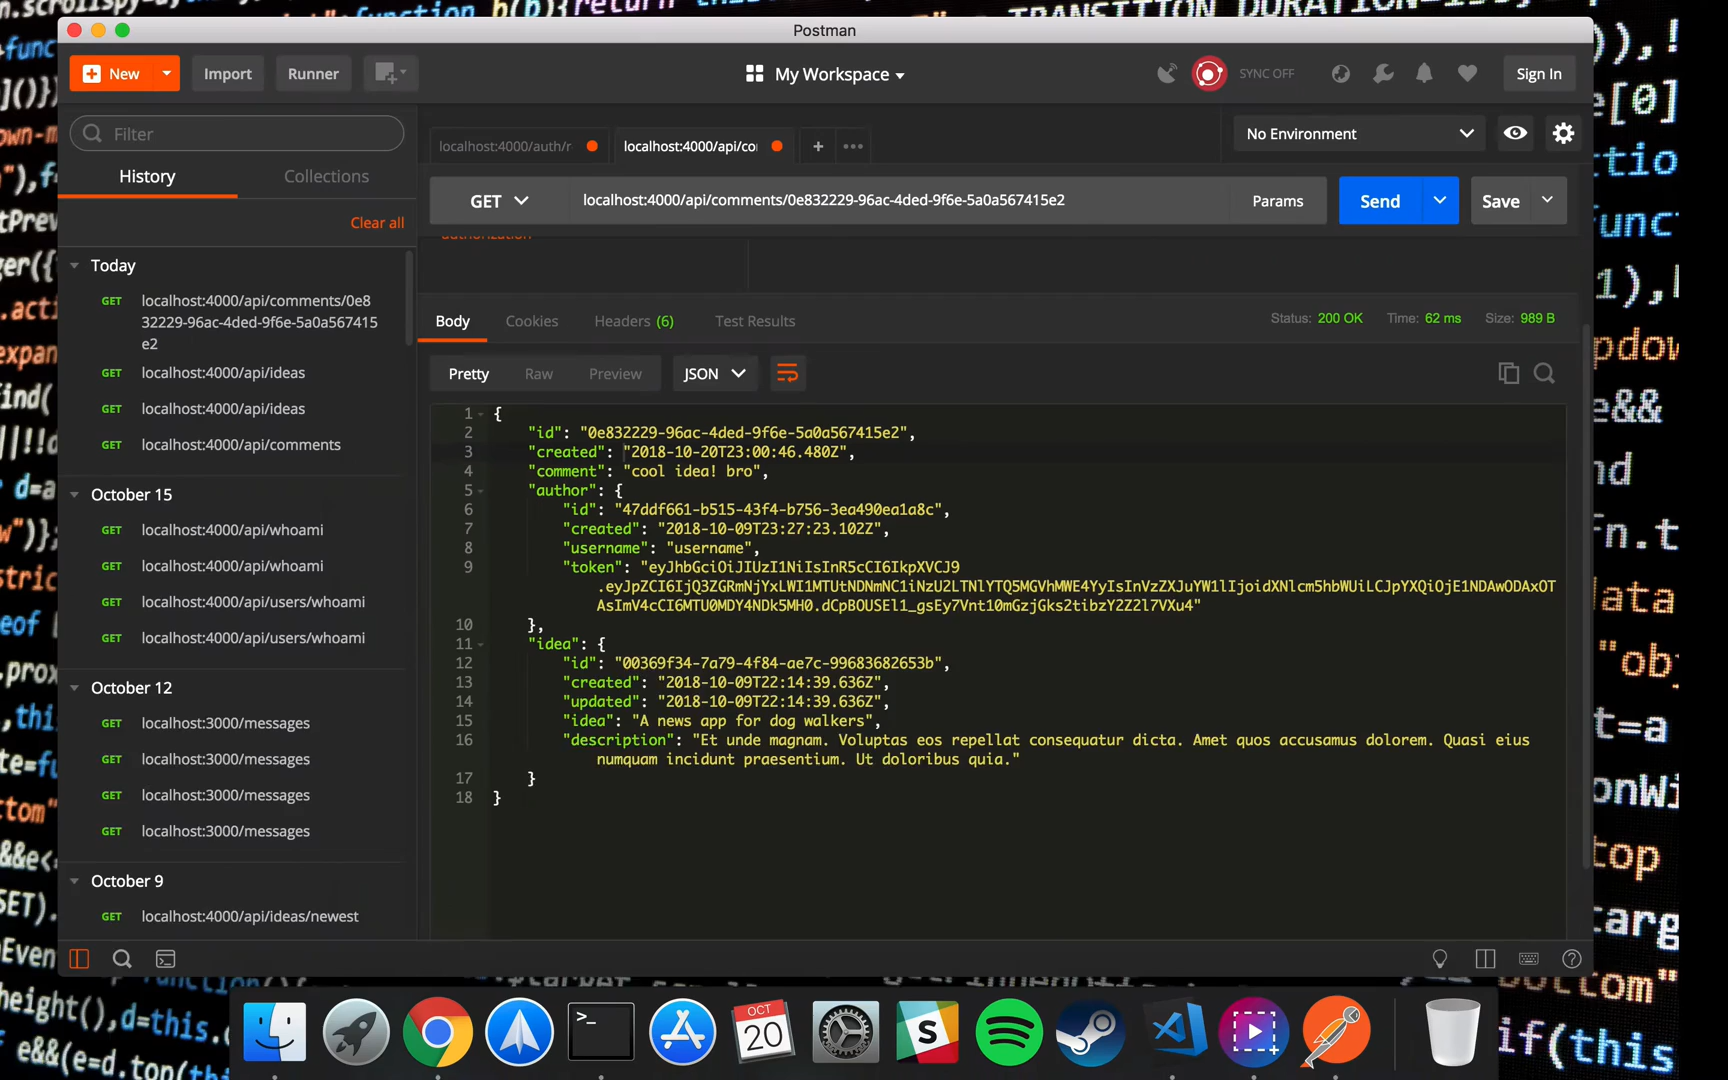 Postman
New
Import
Runner
My Workspace
SYNC OFF
Sign In
Filter
History
Collections
Clear all
Today
GET localhost:4000/api/comments/0e8
32229-96ac-4ded-9f6e-5a0a567415
e2
GET localhost:4000/api/ideas
GET localhost:4000/api/ideas
GET localhost:4000/api/comments
October 15
GET localhost:4000/api/whoami
GET localhost:4000/api/whoami
GET localhost:4000/api/users/whoami
GET localhost:4000/api/users/whoami
October 12
GET localhost:3000/messages
GET localhost:3000/messages
GET localhost:3000/messages
GET localhost:3000/messages
October 9
GET localhost:4000/api/ideas/newest
localhost:4000/auth/r
localhost:4000/api/co
No Environment
GET
localhost:4000/api/comments/0e832229-96ac-4ded-9f6e-5a0a567415e2
Params
Send
Save
authorization
Body
Cookies
Headers (6)
Test Results
Status: 200 OK
Time: 62 ms
Size: 989 B
Pretty
Raw
Preview
JSON
1 {
2 "id": "0e832229-96ac-4ded-9f6e-5a0a567415e2",
3 "created": "2018-10-20T23:00:46.480Z",
4 "comment": "cool idea! bro",
5 "author": {
6 "id": "47ddf661-b515-43f4-b756-3ea490ea1a8c",
7 "created": "2018-10-09T23:27:23.102Z",
8 "username": "username",
9 "token": "eyJhbGciOiJIUzI1NiIsInR5cCI6IkpXVCJ9
.eyJpZCI6IjQ3ZGRmNjYxLWI1MTUtNDNmNC1iNzU2LTNlYTQ5MGVhMWE4YyIsInVzZXJuYW1lIjoidXNlcm5hbWUiLCJpYXQiOjE1NDAwODAxOT
AsImV4cCI6MTU0MDY4NDk5MH0.dCpBOUSEl1_gsEy7Vnt10mGzjGks2tibzY2Z2l7VXu4"
10 },
11 "idea": {
12 "id": "00369f34-7a79-4f84-ae7c-99683682653b",
13 "created": "2018-10-09T22:14:39.636Z",
14 "updated": "2018-10-09T22:14:39.636Z",
15 "idea": "A news app for dog walkers",
16 "description": "Et unde magnam. Voluptas eos repellat consequatur dicta. Amet quos accusamus dolorem. Quasi eius
numquam incidunt praesentium. Ut doloribus quia."
17 }
18 }
OCT
20
S